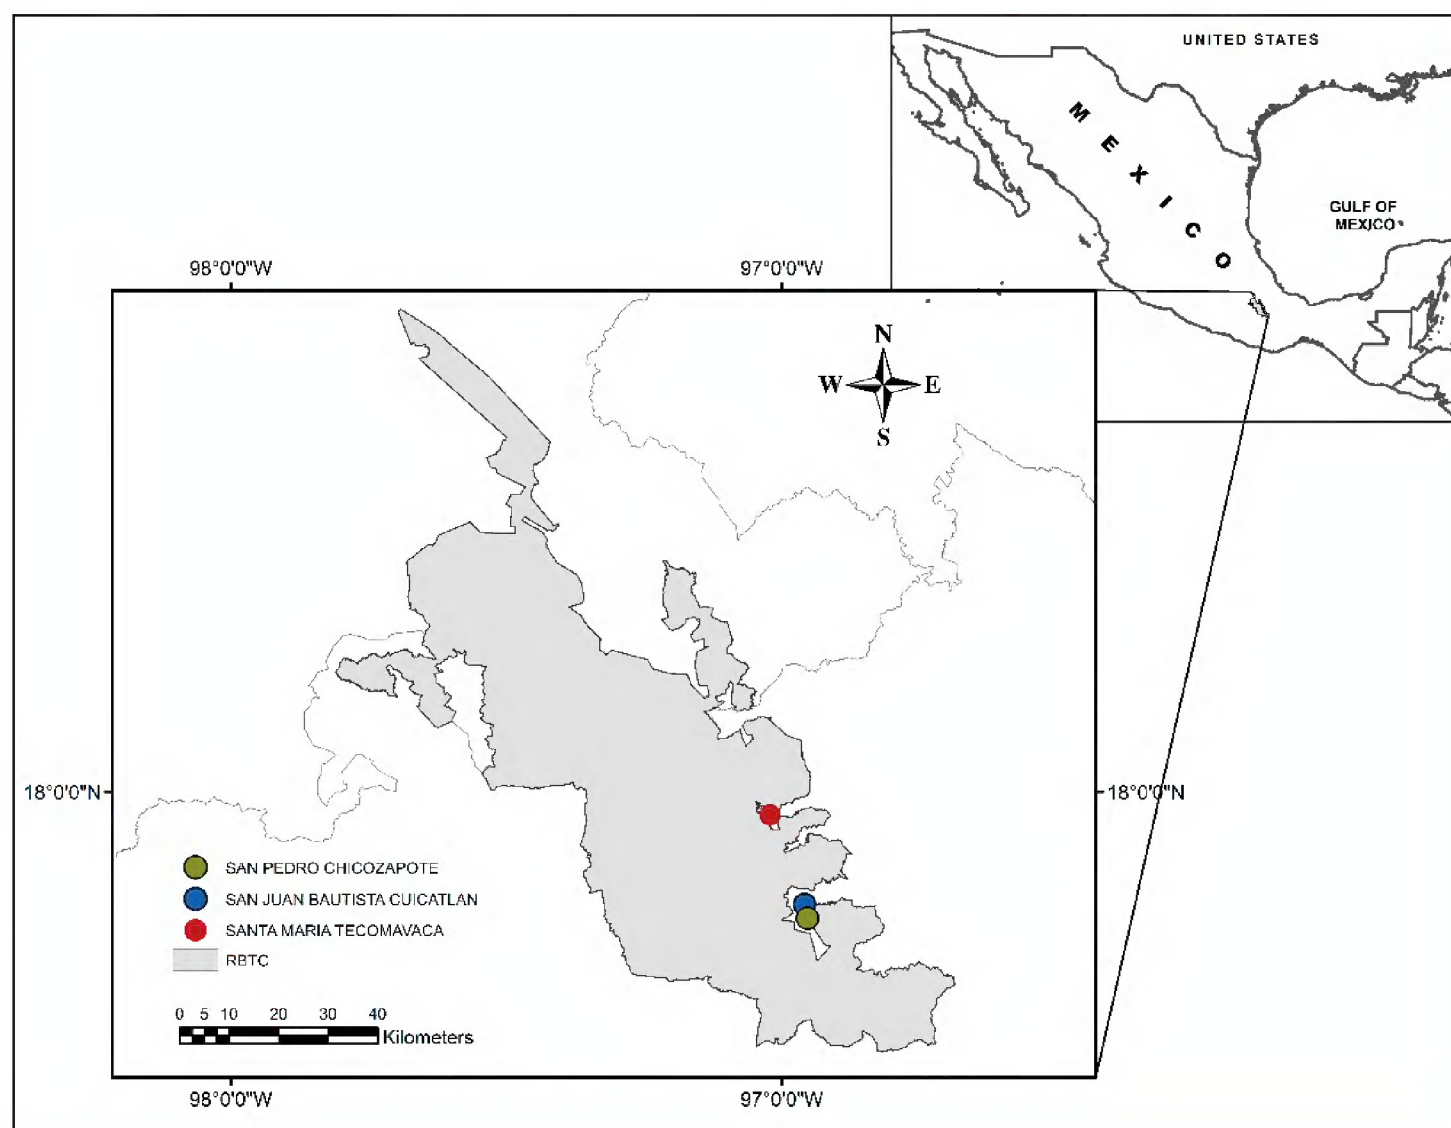 UNITED STATES
MEXICO
GULF OF
MEXICO
98°0'0"W
97°0'0"W
N
W
E
S
18°0'0"N
18°0'0"N
SAN PEDRO CHICOZAPOTE
SAN JUAN BAUTISTA CUICATLAN
SANTA MARIA TECOMAVACA
RBTC
0 5 10 20 30 40
Kilometers
98°0'0"W
97°0'0"W